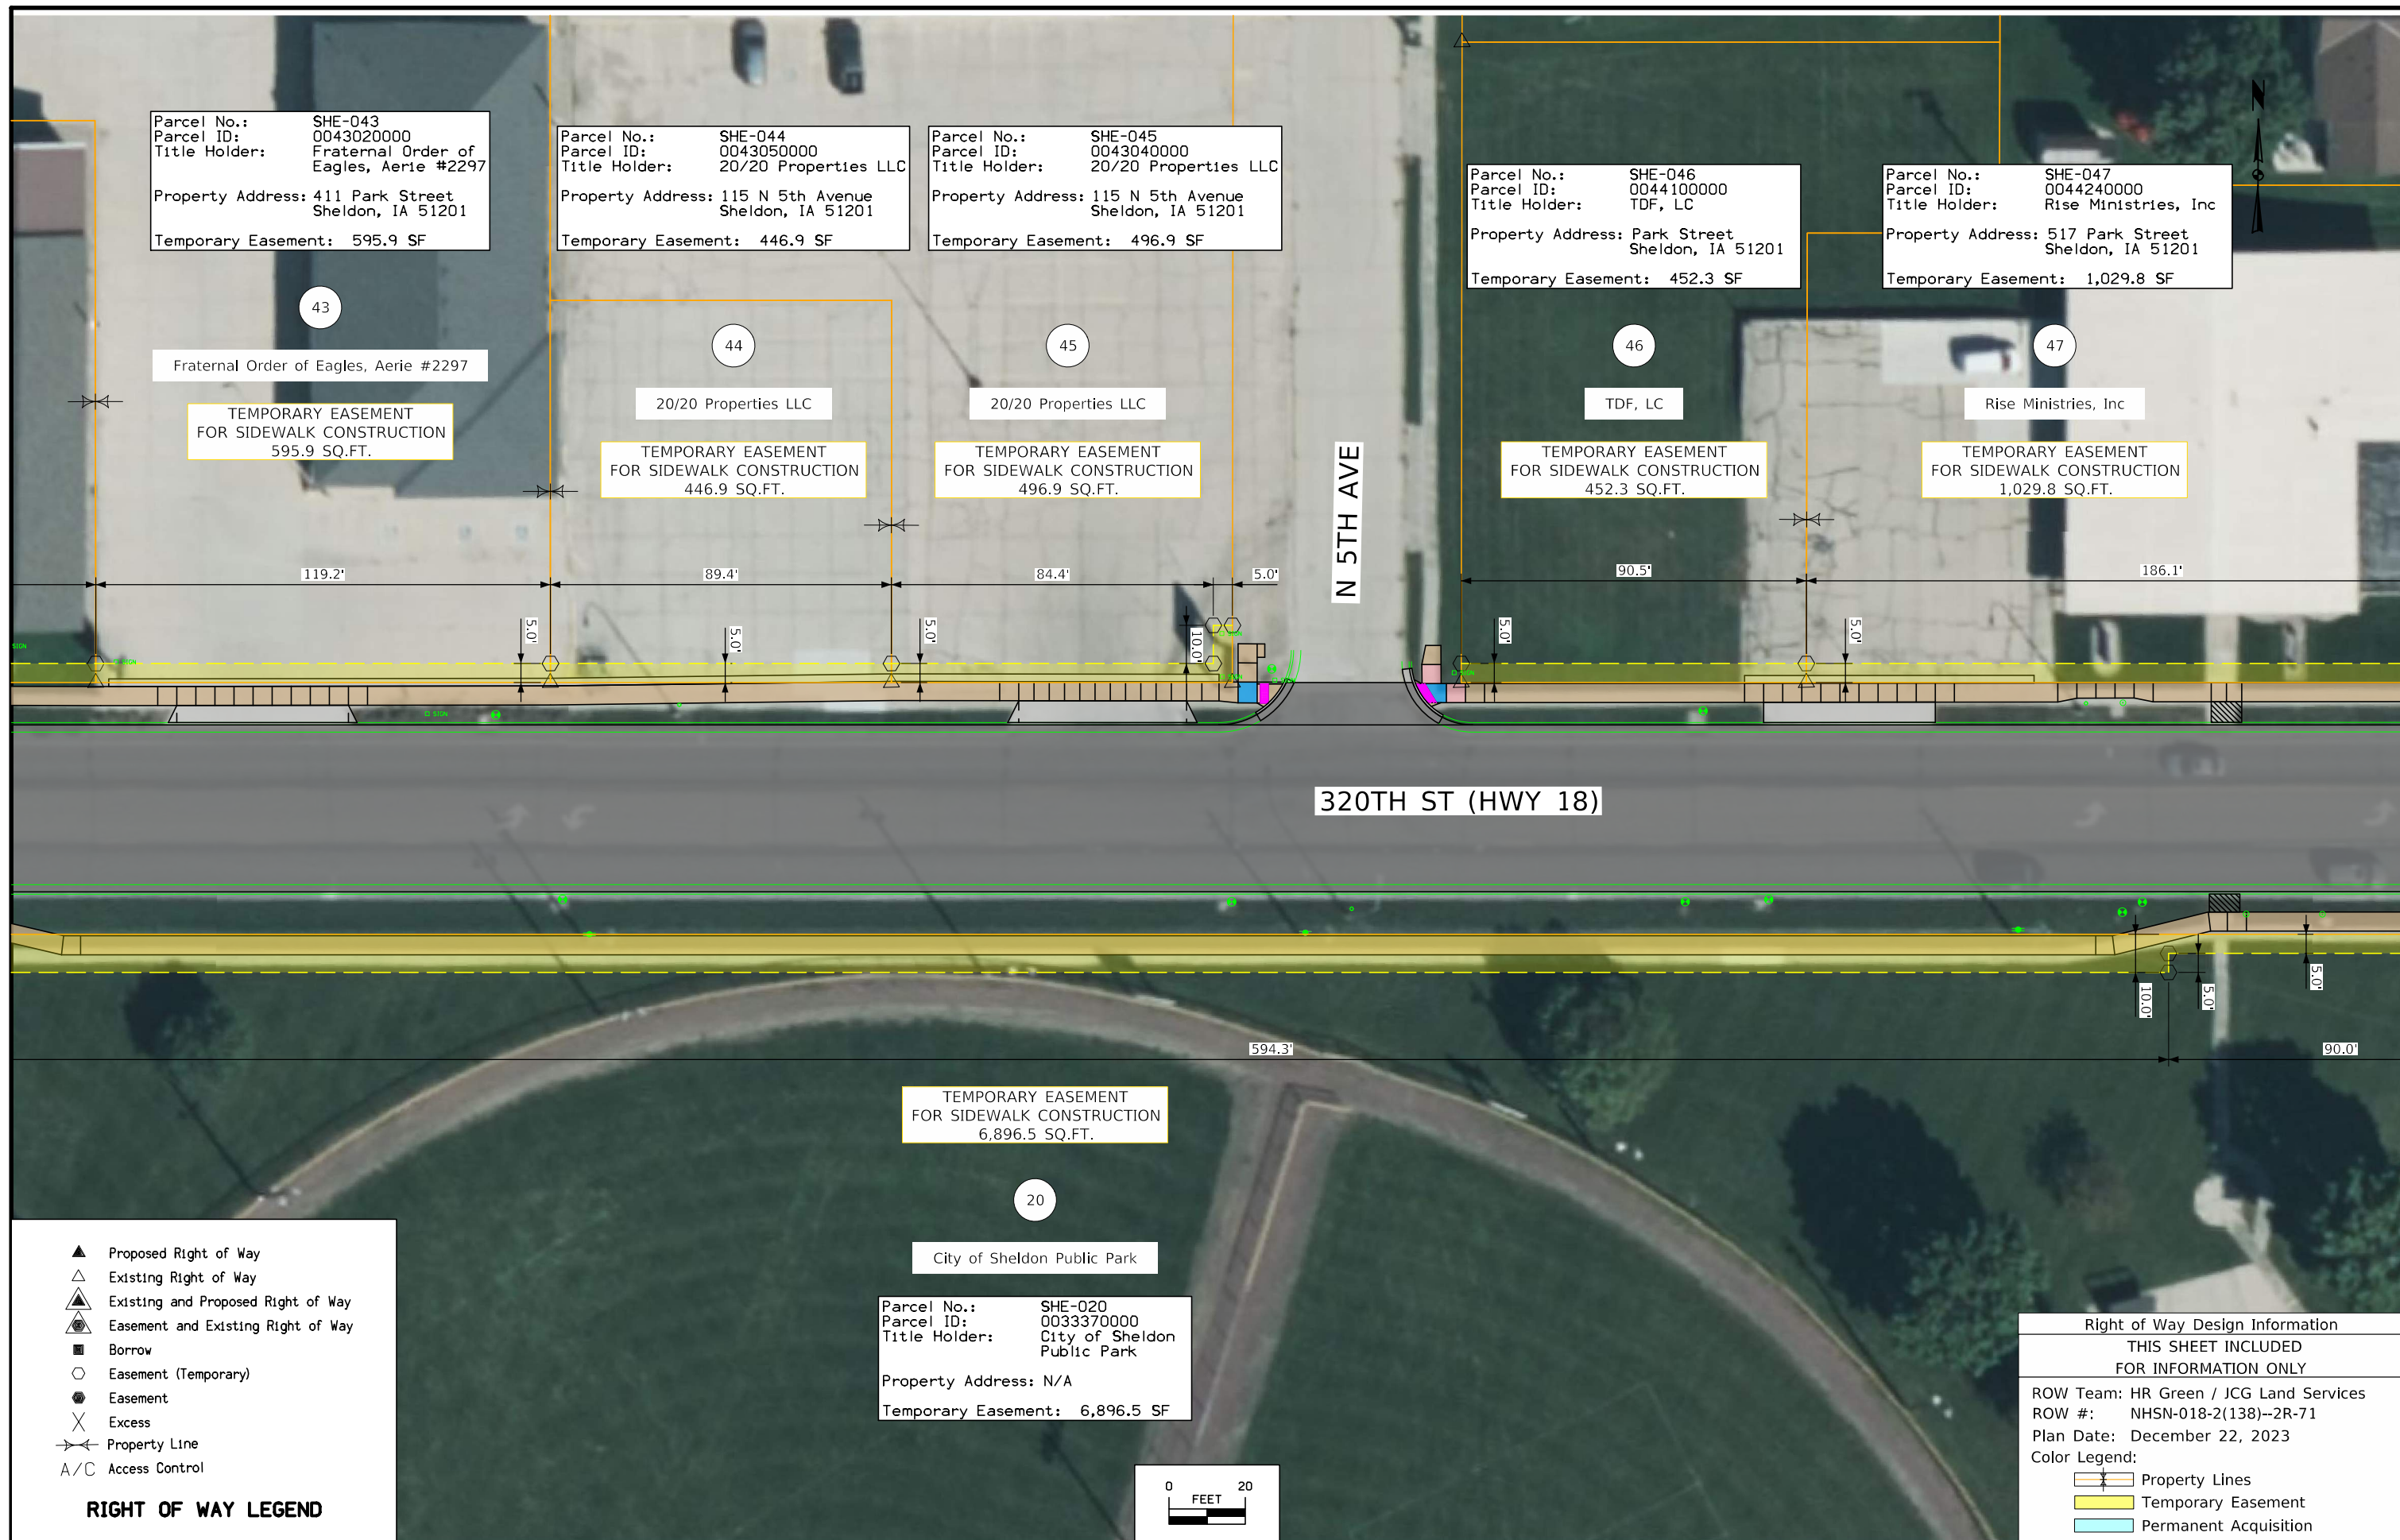 Parcel No.: SHE-043
Parcel ID: 0043020000
Title Holder: Fraternal Order of
Eagles, Aerie #2297
Property Address: 411 Park Street
Sheldon, IA 51201
Temporary Easement: 595.9 SF
Parcel No.: SHE-044
Parcel ID: 0043050000
Title Holder: 20/20 Properties LLC
Property Address: 115 N 5th Avenue
Sheldon, IA 51201
Temporary Easement: 446.9 SF
Parcel No.: SHE-045
Parcel ID: 0043040000
Title Holder: 20/20 Properties LLC
Property Address: 115 N 5th Avenue
Sheldon, IA 51201
Temporary Easement: 496.9 SF
Parcel No.: SHE-046
Parcel ID: 0044100000
Title Holder: TDF, LC
Property Address: Park Street
Sheldon, IA 51201
Temporary Easement: 452.3 SF
Parcel No.: SHE-047
Parcel ID: 0044240000
Title Holder: Rise Ministries, Inc
Property Address: 517 Park Street
Sheldon, IA 51201
Temporary Easement: 1,029.8 SF
N
43
Fraternal Order of Eagles, Aerie #2297
TEMPORARY EASEMENT
FOR SIDEWALK CONSTRUCTION
595.9 SQ.FT.
44
20/20 Properties LLC
TEMPORARY EASEMENT
FOR SIDEWALK CONSTRUCTION
446.9 SQ.FT.
45
20/20 Properties LLC
TEMPORARY EASEMENT
FOR SIDEWALK CONSTRUCTION
496.9 SQ.FT.
N 5TH AVE
46
TDF, LC
TEMPORARY EASEMENT
FOR SIDEWALK CONSTRUCTION
452.3 SQ.FT.
47
Rise Ministries, Inc
TEMPORARY EASEMENT
FOR SIDEWALK CONSTRUCTION
1,029.8 SQ.FT.
119.2'
89.4'
84.4'
5.0'
90.5'
186.1'
5.0'
5.0'
5.0'
10.0'
5.0'
5.0'
SIGN
SIGN
320TH ST (HWY 18)
10.0'
5.0'
5.0'
594.3'
90.0'
TEMPORARY EASEMENT
FOR SIDEWALK CONSTRUCTION
6,896.5 SQ.FT.
20
City of Sheldon Public Park
Parcel No.: SHE-020
Parcel ID: 0033370000
Title Holder: City of Sheldon
Public Park
Property Address: N/A
Temporary Easement: 6,896.5 SF
Proposed Right of Way
Existing Right of Way
Existing and Proposed Right of Way
Easement and Existing Right of Way
Borrow
Easement (Temporary)
Easement
Excess
Property Line
A/C Access Control
RIGHT OF WAY LEGEND
0 20
FEET
Right of Way Design Information
THIS SHEET INCLUDED
FOR INFORMATION ONLY
ROW Team: HR Green / JCG Land Services
ROW #: NHSN-018-2(138)--2R-71
Plan Date: December 22, 2023
Color Legend:
Property Lines
Temporary Easement
Permanent Acquisition